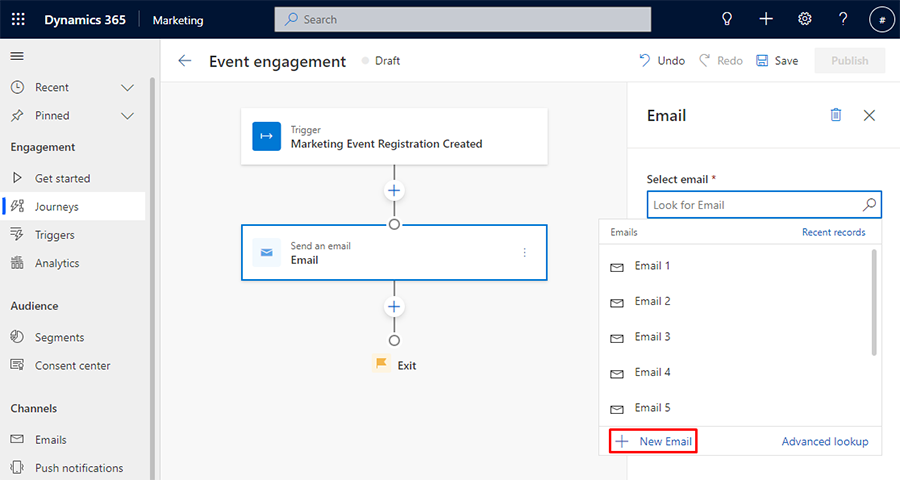 Dynamics 365
Marketing
Search
?
#
Recent
Pinned
Engagement
Get started
Journeys
Triggers
Analytics
Audience
Segments
Consent center
Channels
Emails
Push notifications
Event engagement
Draft
Undo
Redo
Save
Publish
Trigger
Marketing Event Registration Created
Send an email
Email
Exit
Email
Select email *
Look for Email
Emails
Recent records
Email 1
Email 2
Email 3
Email 4
Email 5
New Email
Advanced lookup